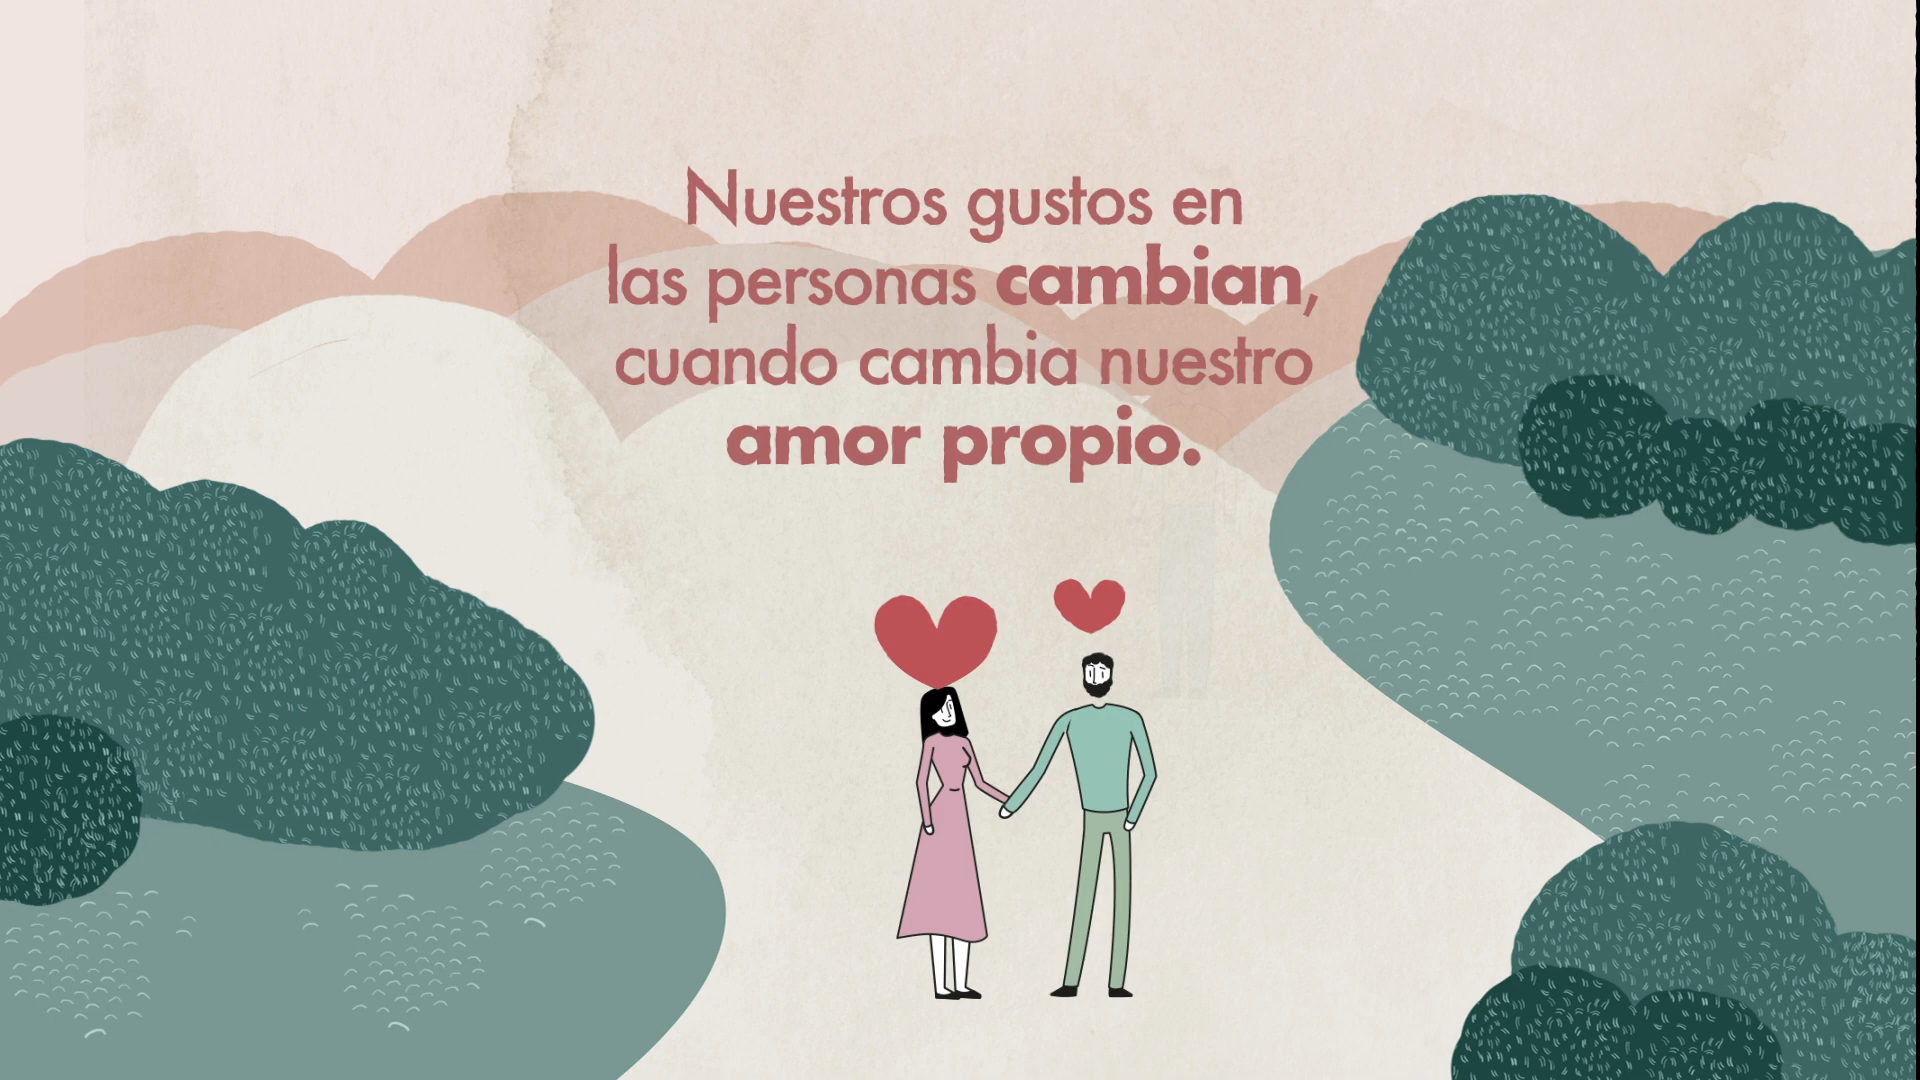 Nuestros gustos en
las personas cambian,
cuando cambia nuestro
amor propio.